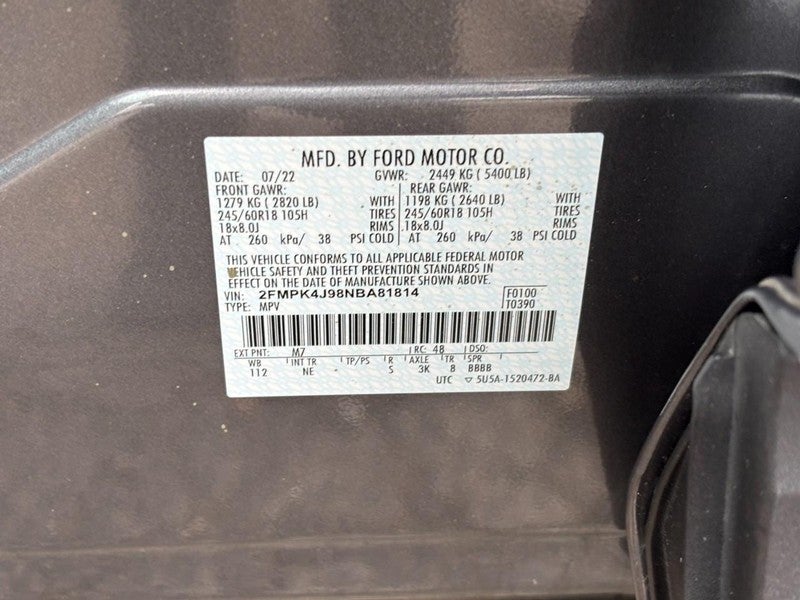 MFD. BY FORD MOTOR CO.
DATE: 07/22 GVWR: 2449 KG ( 5400 LB)
FRONT GAWR: REAR GAWR:
1279 KG ( 2820 LB) WITH 1198 KG ( 2640 LB) WITH
245/60R18 105H TIRES 245/60R18 105H TIRES
18x8.0J RIMS 18x8.0J RIMS
AT 260 kPa/ 38 PSI COLD AT 260 kPa/ 38 PSI COLD
THIS VEHICLE CONFORMS TO ALL APPLICABLE FEDERAL MOTOR
VEHICLE SAFETY AND THEFT PREVENTION STANDARDS IN
EFFECT ON THE DATE OF MANUFACTURE SHOWN ABOVE.
VIN: 2FMPK4J98NBA81814 F0100
TYPE: MPV T0390
EXT PNT: M7 RC: 48 DSO:
WB INT TR TP/PS R AXLE TR SPR
112 NE S 3K 8 BBBB
UTC ▽ 5U5A-1520472-BA